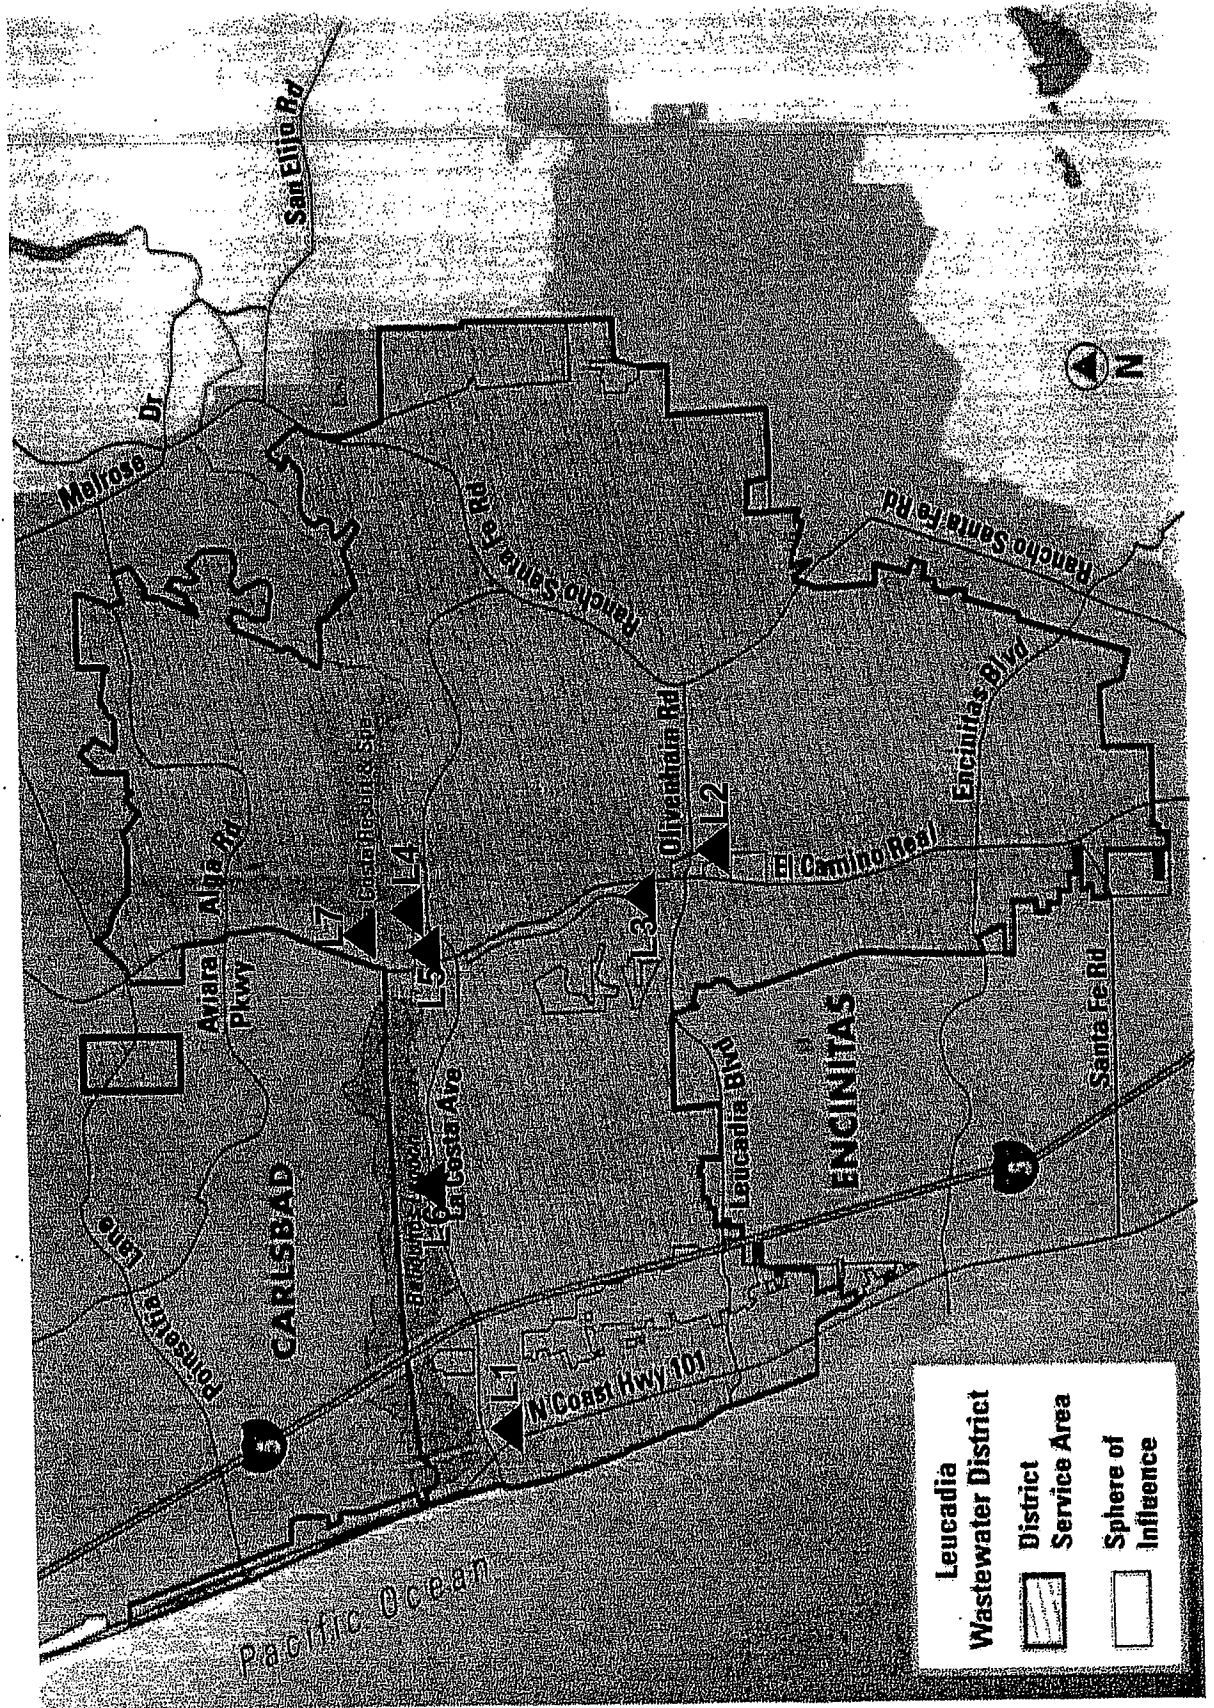 San Elijo Rd
Melrose
Dr
Rancho Santa Fe Rd
Rancho Santa Fe Rd
Poinsettia
Lane
Aviara
Pkwy
Alga Rd
CARLSBAD
L7
L4
L5
L6
La Costa Ave
Olivenhain Rd
L2
L3
El Camino Real
Encinitas Blvd
Leucadia Blvd
ENCINITAS
Santa Fe Rd
5
5
L1
N Coast Hwy 101
Pacific Ocean
N
Leucadia
Wastewater District
District
Service Area
Sphere of
Influence